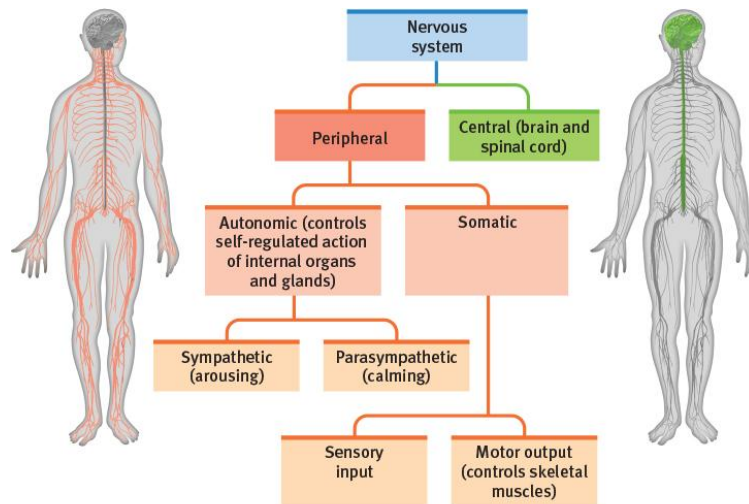 Nervous
system
Peripheral
Central (brain and
spinal cord)
Autonomic (controls
self-regulated action
of internal organs
and glands)
Somatic
Sympathetic
(arousing)
Parasympathetic
(calming)
Sensory
input
Motor output
(controls skeletal
muscles)